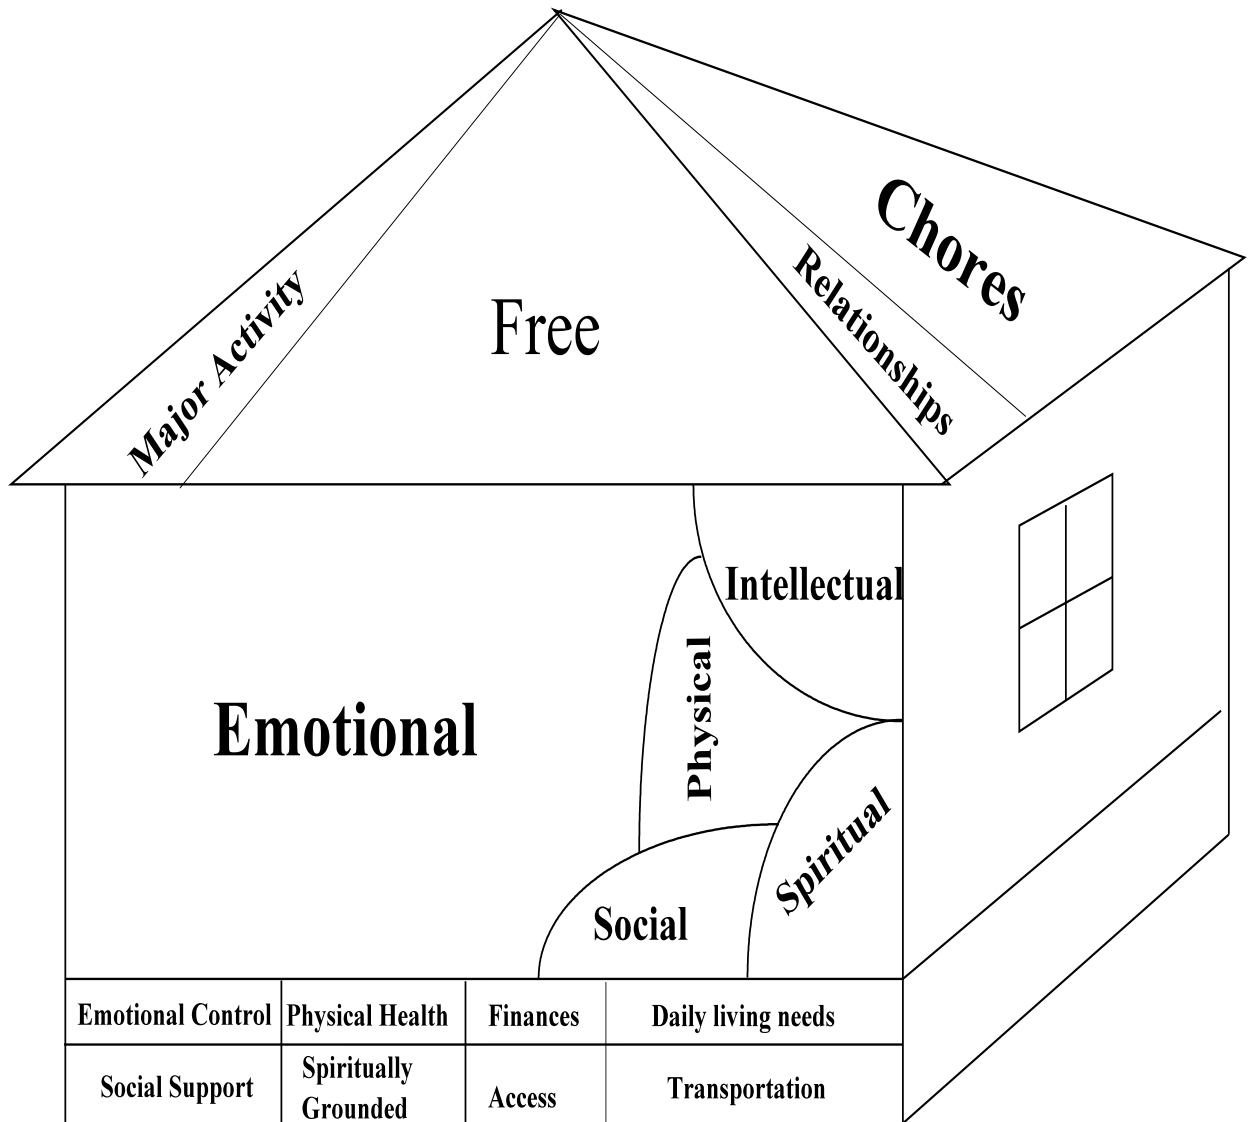 Chores
Relationships
Major Activity
Free
Intellectual
Physical
Emotional
Spiritual
Social
Emotional Control
Physical Health
Finances
Daily living needs
Social Support
Spiritually
Grounded
Access
Transportation